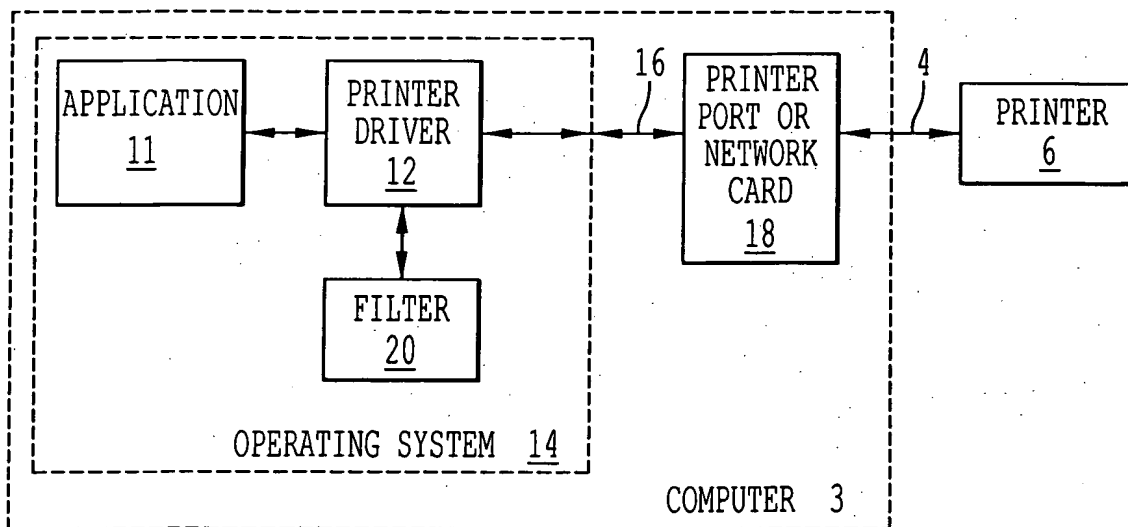 APPLICATION
11
PRINTER
DRIVER
12
FILTER
20
OPERATING SYSTEM 14
16
PRINTER
PORT OR
NETWORK
CARD
18
4
PRINTER
6
COMPUTER 3